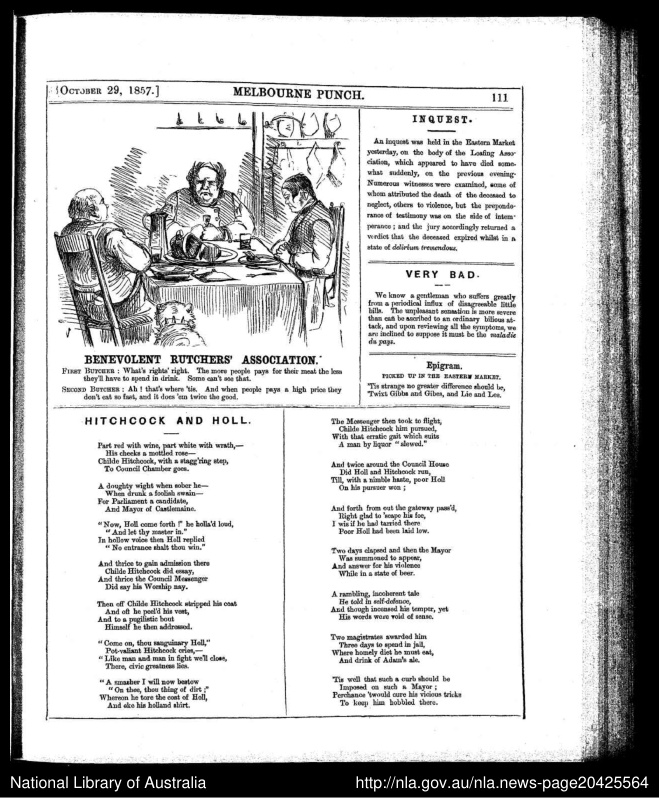 [OCTOBER 29, 1857.]
MELBOURNE PUNCH.
111
BENEVOLENT BUTCHERS' ASSOCIATION.
FIRST BUTCHER : What's rights' right. The more people pays for their meat the less
they'll have to spend in drink. Some can't see that.
SECOND BUTCHER : Ah ! that's where 'tis. And when people pays a high price they
don't eat so fast, and it does 'em twice the good.
INQUEST.
An inquest was held in the Eastern Market
yesterday, on the body of the Loafing Asso-
ciation, which appeared to have died some-
what suddenly, on the previous evening.
Numerous witnesses were examined, some of
whom attributed the death of the deceased to
neglect, others to violence, but the preponde-
rance of testimony was on the side of intem-
perance ; and the jury accordingly returned a
verdict that the deceased expired whilst in a
state of delirium tremendous.
VERY BAD.
We know a gentleman who suffers greatly
from a periodical influx of disagreeable little
bills. The unpleasant sensation is more severe
than can be ascribed to an ordinary bilious at-
tack, and upon reviewing all the symptoms, we
are inclined to suppose it must be the maladie
du pays.
Epigram.
PICKED UP IN THE EASTERN MARKET.
'Tis strange no greater difference should be,
'Twixt Gibbs and Gibes, and Lie and Lee.
HITCHCOCK AND HOLL.
Part red with wine, part white with wrath,—
His cheeks a mottled rose—
Childe Hitchcock, with a stagg'ring step,
To Council Chamber goes.
A doughty wight when sober he—
When drunk a foolish swain—
For Parliament a candidate,
And Mayor of Castlemaine.
"Now, Holl come forth !" he holla'd loud,
"And let thy master in."
In hollow voice then Holl replied
"No entrance shalt thou win."
And thrice to gain admission there
Childe Hitchcock did essay,
And thrice the Council Messenger
Did say his Worship nay.
Then off Childe Hitchcock stripped his coat
And oft he peel'd his vest,
And to a pugilistic bout
Himself he then addressed.
"Come on, thou sanguinary Holl,"
Pot-valiant Hitchcock cries,—
"Like man and man in fight we'll close,
There, civic greatness lies.
"A smasher I will now bestow
"On thee, thou thing of dirt ;"
Whereon he tore the coat of Holl,
And eke his holland shirt.
The Messenger then took to flight,
Childe Hitchcock him pursued,
With that erratic gait which suits
A man by liquor "slewed."
And twice around the Council House
Did Holl and Hitchcock run,
Till, with a nimble haste, poor Holl
On his pursuer won ;
And forth from out the gateway pass'd,
Right glad to 'scape his foe,
I wis if he had tarried there
Poor Holl had been laid low.
Two days elapsed and then the Mayor
Was summoned to appear,
And answer for his violence
While in a state of beer.
A rambling, incoherent tale
He told in self-defence,
And though incensed his temper, yet
His words were void of sense.
Two magistrates awarded him
Three days to spend in jail,
Where homely diet he must eat,
And drink of Adam's ale.
'Tis well that such a curb should be
Imposed on such a Mayor ;
Perchance 'twould cure his vicious tricks
To keep him hobbled there.
National Library of Australia
http://nla.gov.au/nla.news-page20425564